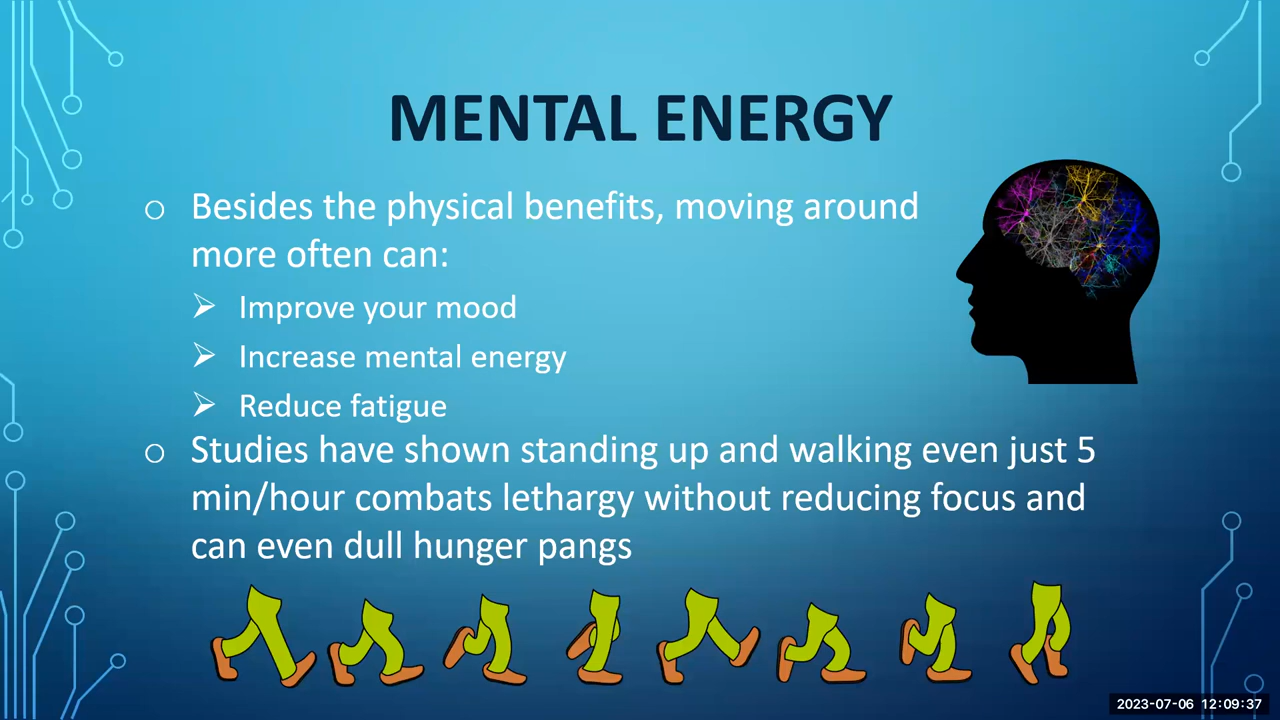 MENTAL ENERGY
o Besides the physical benefits, moving around
more often can:
➢ Improve your mood
➢ Increase mental energy
➢ Reduce fatigue
o Studies have shown standing up and walking even just 5
min/hour combats lethargy without reducing focus and
can even dull hunger pangs
2023-07-06 12:09:37